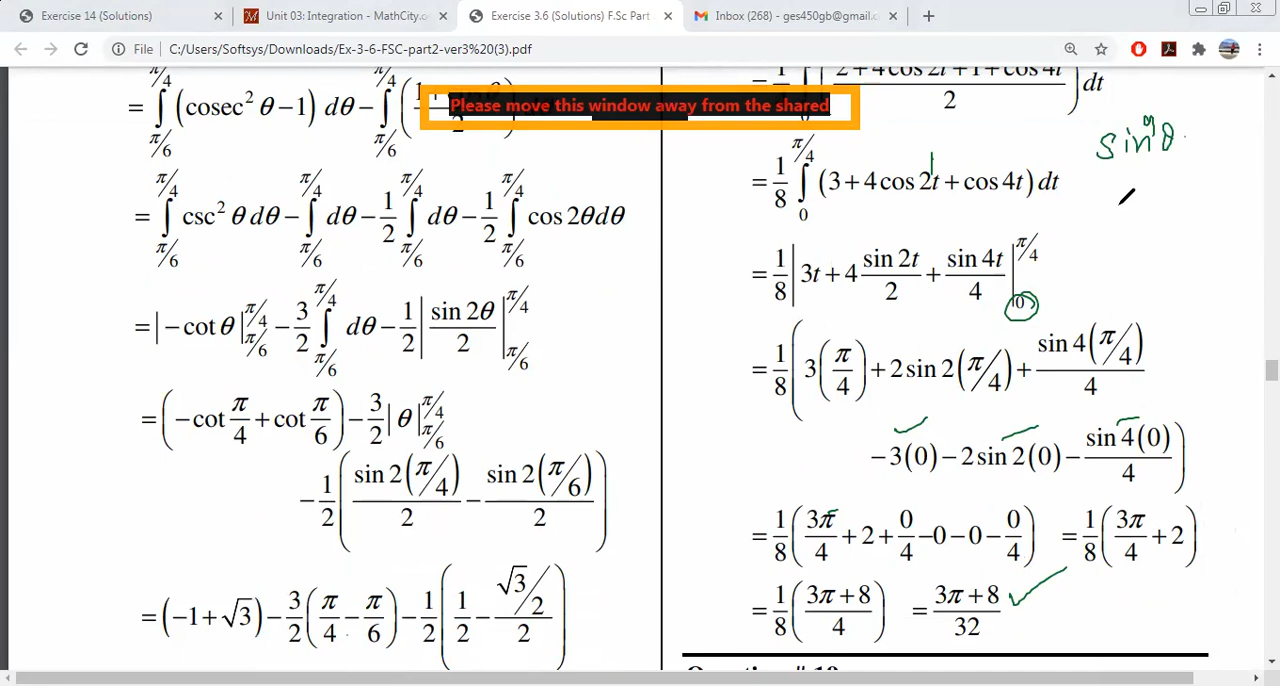 Exercise 14 (Solutions)
Unit 03: Integration - MathCity.o
Exercise 3.6 (Solutions) F.Sc Part
Inbox (268) - ges450gb@gmail.c
File C:/Users/Softsys/Downloads/Ex-3-6-FSC-part2-ver3%20(3).pdf
Please move this window away from the shared
= ∫_{π/6}^{π/4} (cosec² θ − 1) dθ − ∫_{π/6}^{π/4} (
= ∫_{π/6}^{π/4} csc² θ dθ − ∫_{π/6}^{π/4} dθ − 1/2 ∫_{π/6}^{π/4} dθ − 1/2 ∫_{π/6}^{π/4} cos 2θ dθ
= |−cot θ|_{π/6}^{π/4} − 3/2 ∫_{π/6}^{π/4} dθ − 1/2 |sin 2θ / 2|_{π/6}^{π/4}
= (−cot π/4 + cot π/6) − 3/2 |θ|_{π/6}^{π/4}
− 1/2 (sin 2(π/4) / 2 − sin 2(π/6) / 2)
= (−1 + √3) − 3/2 (π/4 − π/6) − 1/2 (1/2 − (√3/2) / 2)
2 + 4 cos 2t + 1 + cos 4t / 2 ) dt
= 1/8 ∫_0^{π/4} (3 + 4 cos 2t + cos 4t) dt
sin θ
= 1/8 |3t + 4 sin 2t / 2 + sin 4t / 4|_0^{π/4}
= 1/8 (3(π/4) + 2 sin 2(π/4) + sin 4(π/4) / 4
− 3(0) − 2 sin 2(0) − sin 4(0) / 4)
= 1/8 (3π/4 + 2 + 0/4 − 0 − 0 − 0/4) = 1/8 (3π/4 + 2)
= 1/8 ((3π + 8) / 4) = (3π + 8) / 32